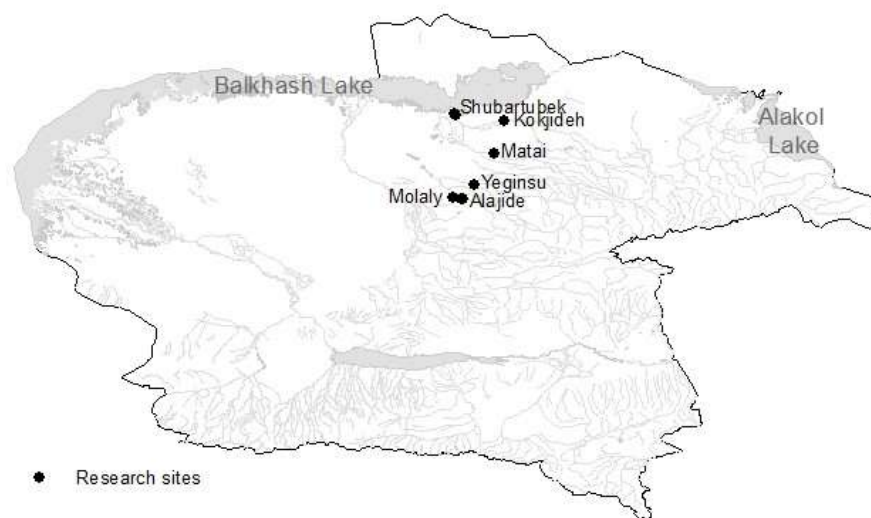 Balkhash Lake
Shubartubek
Kokjideh
Alakol
Lake
Matai
Yeginsu
Molaly
Alajide
Research sites